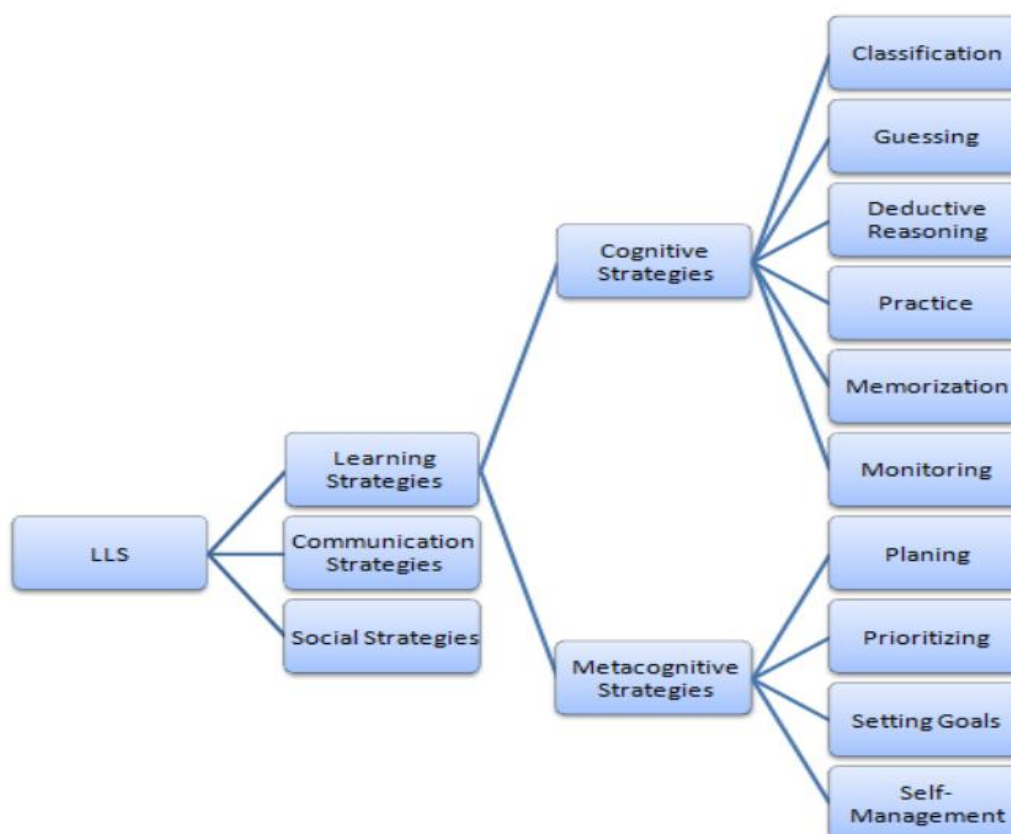 Classification
Guessing
Deductive
Reasoning
Cognitive
Strategies
Practice
Memorization
Learning
Strategies
Monitoring
LLS
Communication
Strategies
Planing
Social Strategies
Prioritizing
Metacognitive
Strategies
Setting Goals
Self-
Management